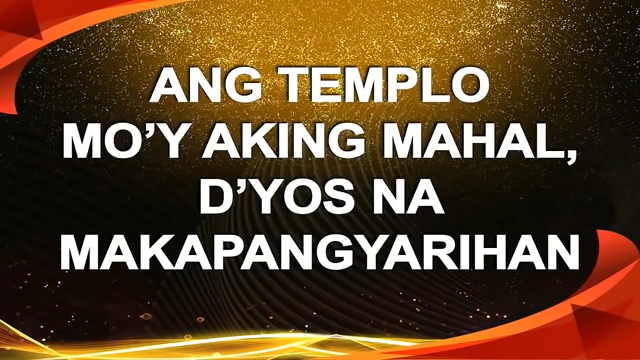 ANG TEMPLO
MO’Y AKING MAHAL,
D’YOS NA
MAKAPANGYARIHAN